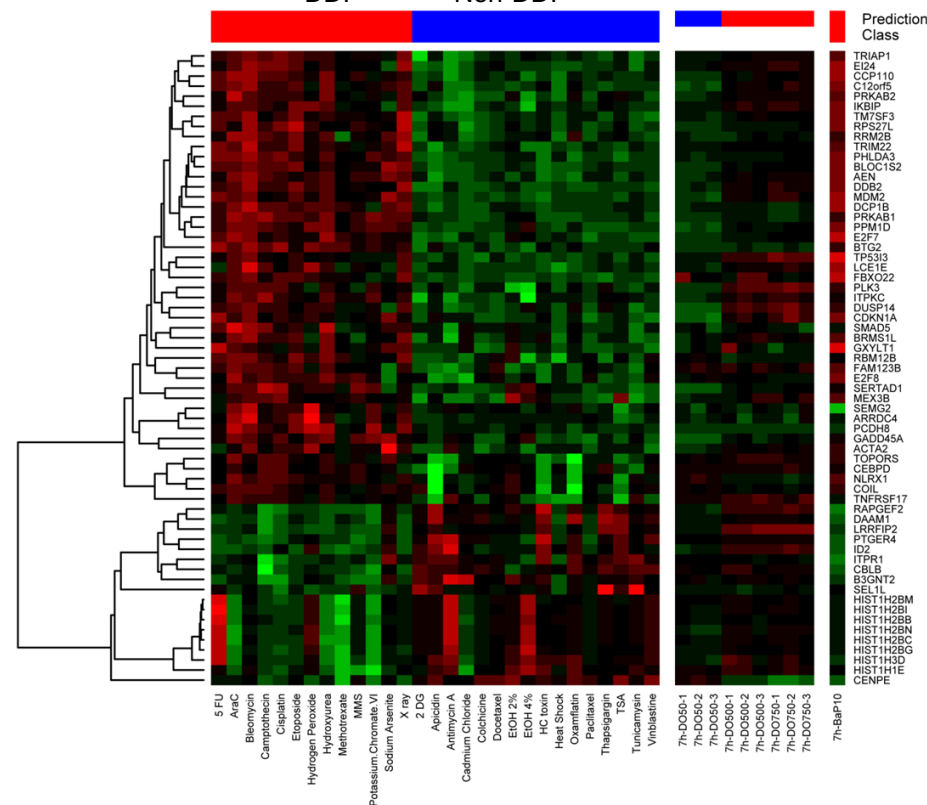 DDI Non-DDI
Prediction
Class
TRIAP1
EI24
CCP110
C12orf5
PRKAB2
IKBIP
TM7SF3
RPS27L
RRM2B
TRIM22
PHLDA3
BLOC1S2
AEN
DDB2
MDM2
DCP1B
PRKAB1
PPM1D
E2F7
BTG2
TP53I3
LCE1E
FBXO22
PLK3
ITPKC
DUSP14
CDKN1A
SMAD5
BRMS1L
GXYLT1
RBM12B
FAM123B
E2F8
SERTAD1
MEX3B
SEMG2
ARRDC4
PCDH8
GADD45A
ACTA2
TOPORS
CEBPD
NLRX1
COIL
TNFRSF17
RAPGEF2
DAAM1
LRRFIP2
PTGER4
ID2
ITPR1
CBLB
B3GNT2
SEL1L
HIST1H2BM
HIST1H2BI
HIST1H2BB
HIST1H2BN
HIST1H2BC
HIST1H2BG
HIST1H3D
HIST1H1E
CENPE
5 FU
AraC
Bleomycin
Camptothecin
Cisplatin
Etoposide
Hydrogen Peroxide
Hydroxyurea
Methotrexate
MMS
Potassium.Chromate.VI
Sodium Arsenite
X ray
2 DG
Apicidin
Antimycin A
Cadmium Chloride
Colchicine
Docetaxel
EtOH 2%
EtOH 4%
HC toxin
Heat Shock
Oxamflatin
Paclitaxel
Thapsigargin
TSA
Tunicamysin
Vinblastine
7h-DO50-1
7h-DO50-2
7h-DO50-3
7h-DO500-1
7h-DO500-2
7h-DO500-3
7h-DO750-1
7h-DO750-2
7h-DO750-3
7h-BaP10